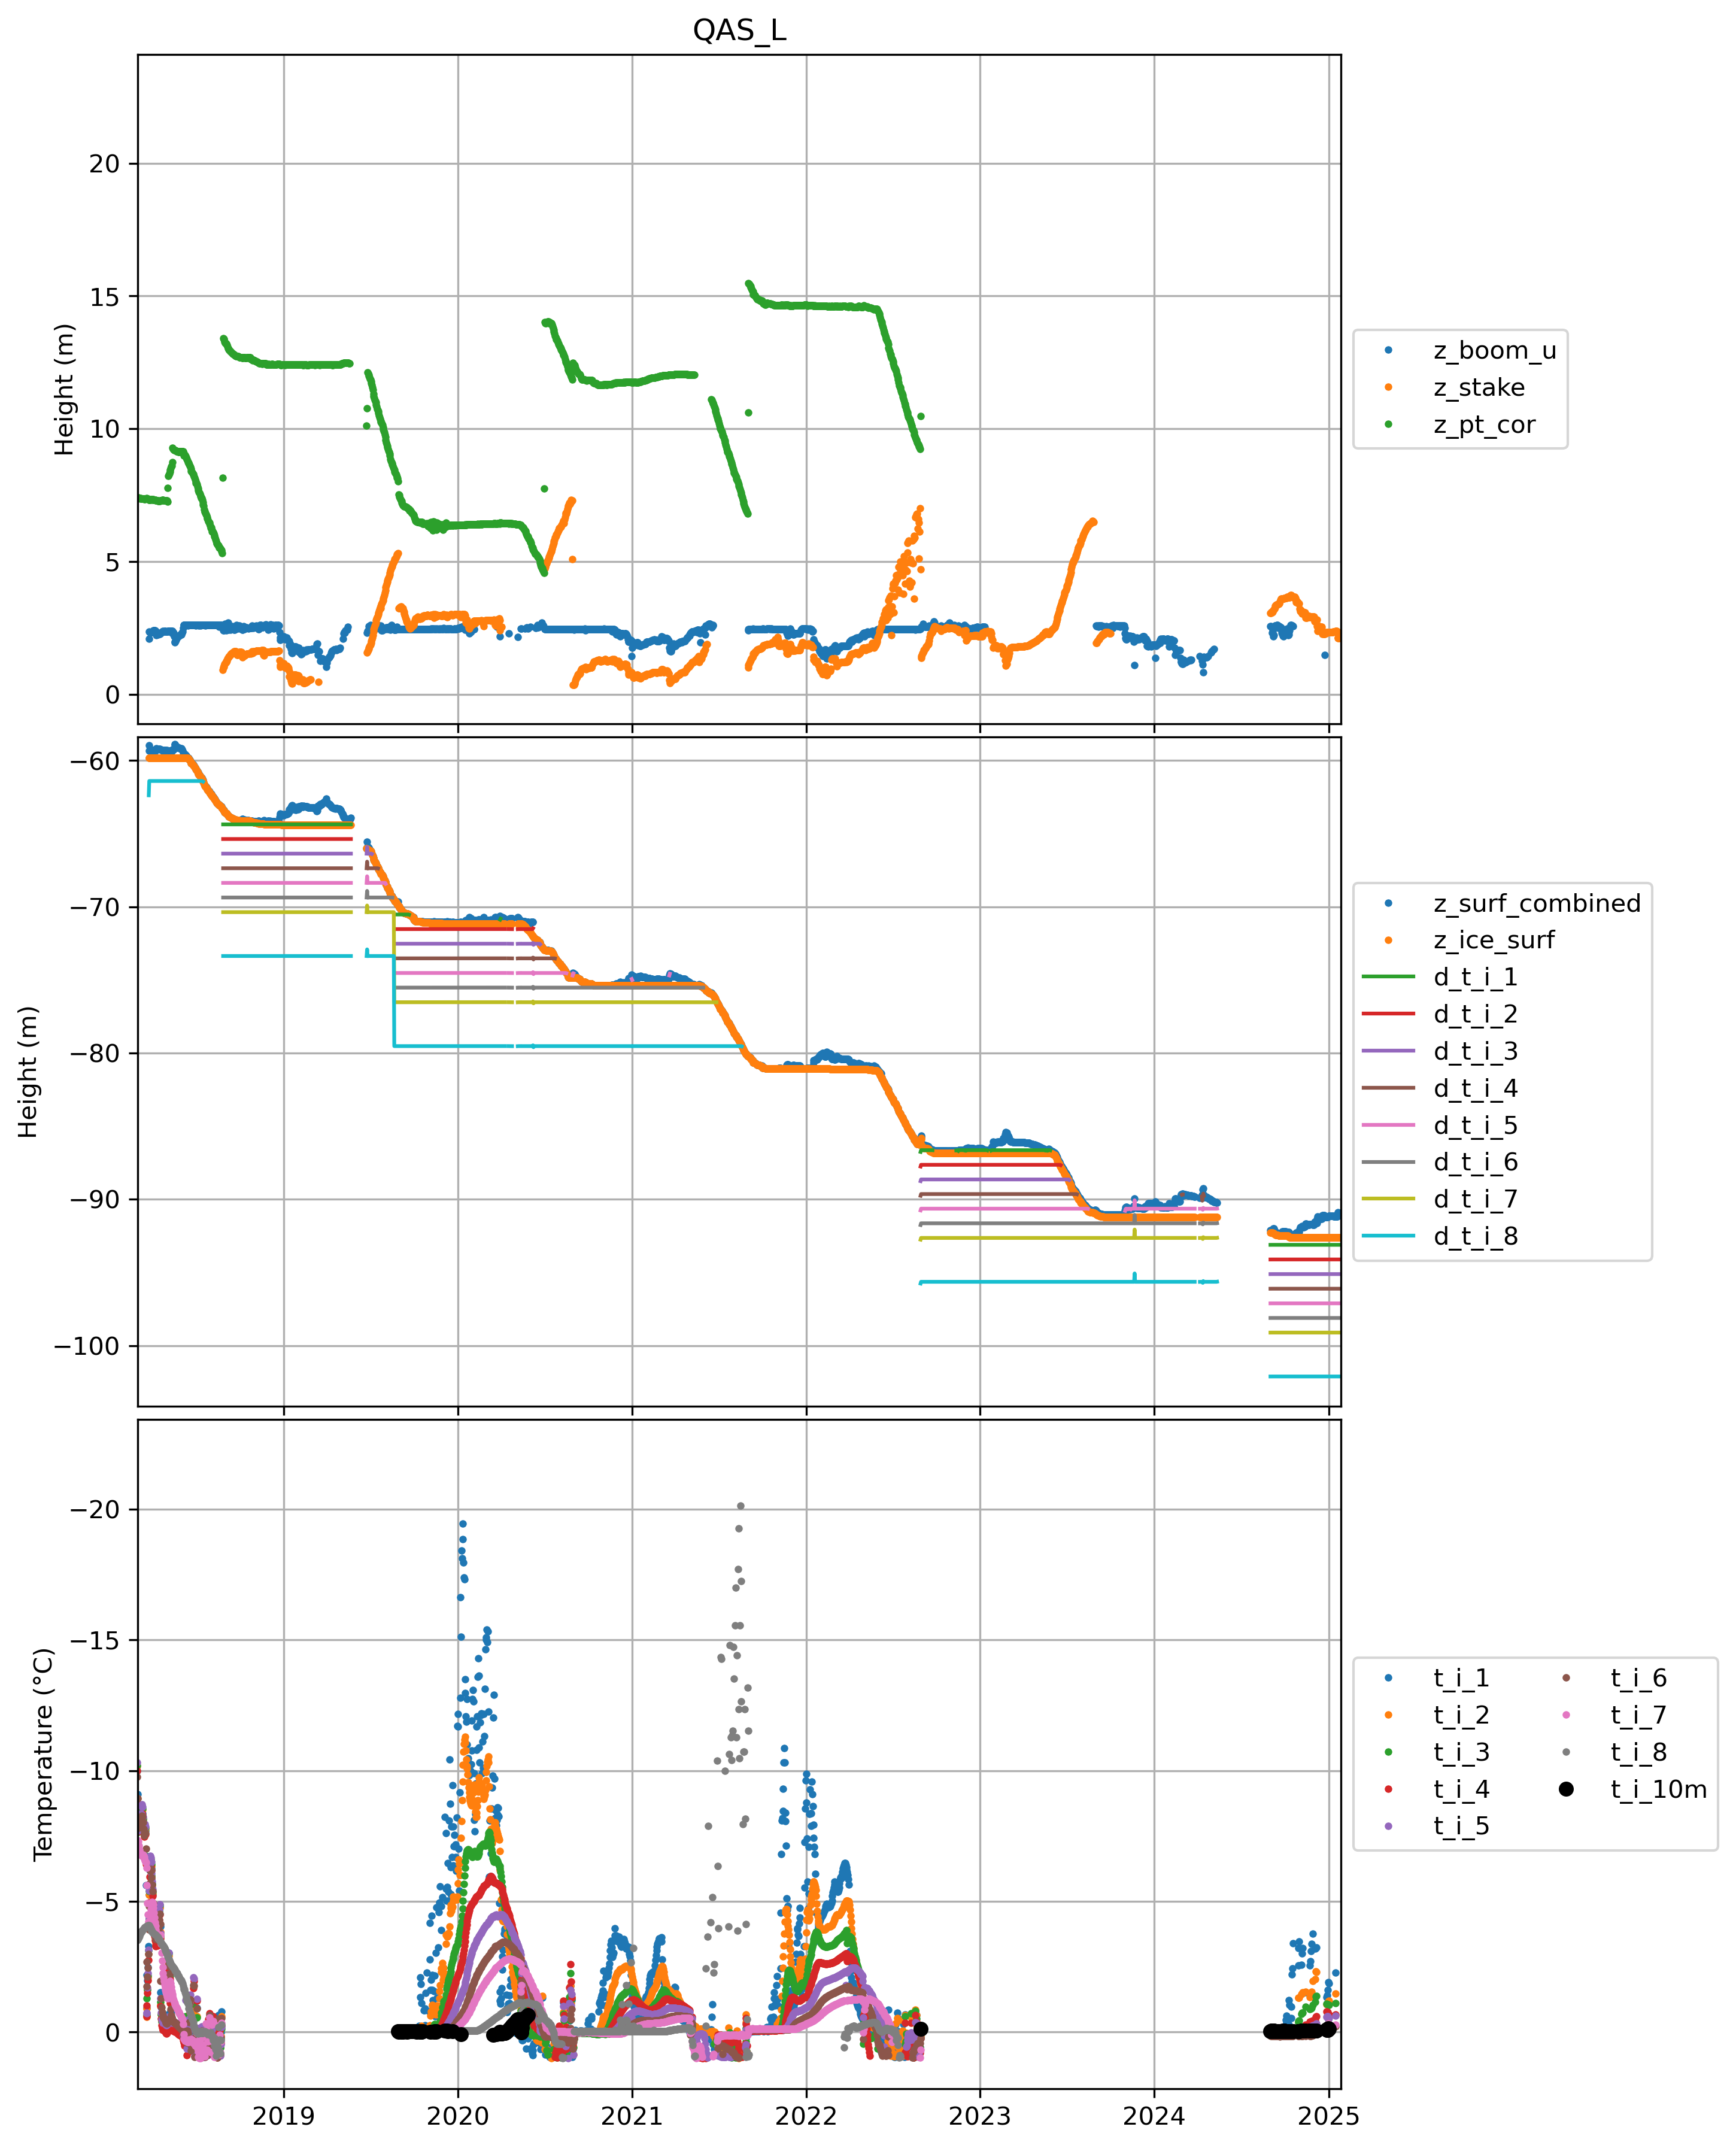 QAS_L
Height (m)
20
15
10
5
0
z_boom_u
z_stake
z_pt_cor
Height (m)
−60
−70
−80
−90
−100
z_surf_combined
z_ice_surf
d_t_i_1
d_t_i_2
d_t_i_3
d_t_i_4
d_t_i_5
d_t_i_6
d_t_i_7
d_t_i_8
Temperature (°C)
−20
−15
−10
−5
0
t_i_1
t_i_2
t_i_3
t_i_4
t_i_5
t_i_6
t_i_7
t_i_8
t_i_10m
2019 2020 2021 2022 2023 2024 2025